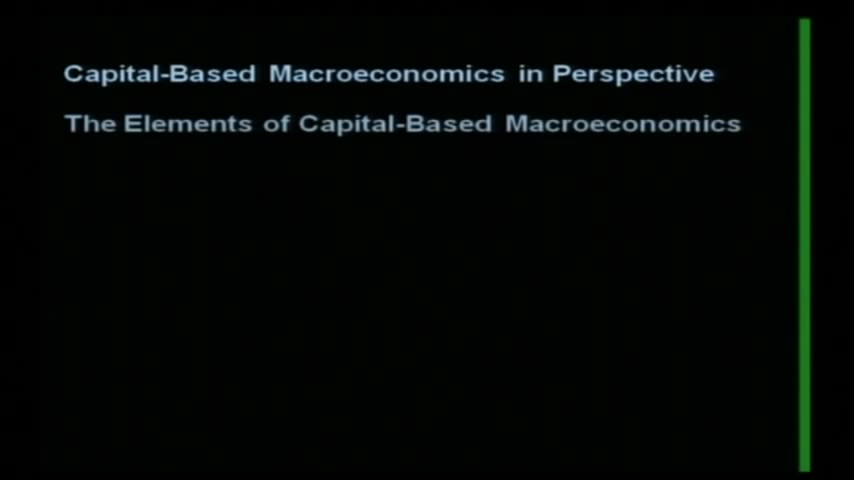 Capital-Based Macroeconomics in Perspective
The Elements of Capital-Based Macroeconomics